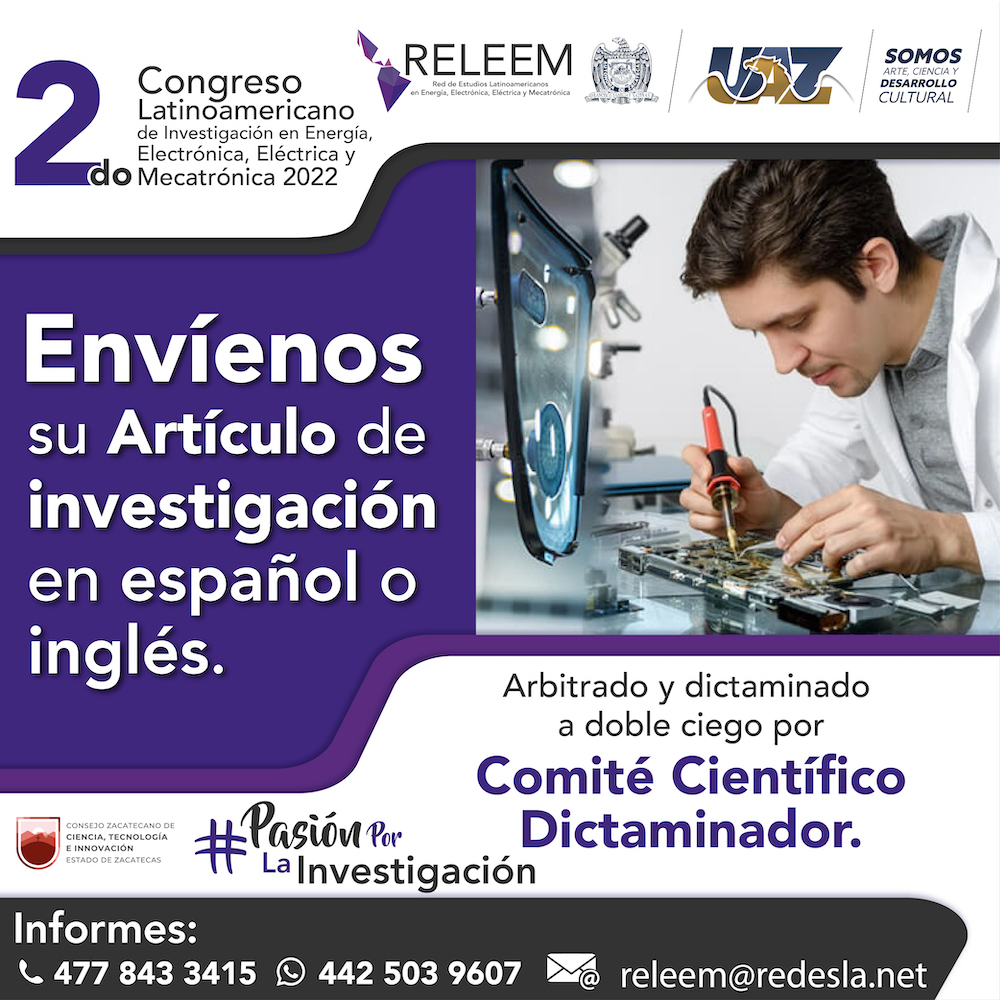 2do
Congreso
Latinoamericano
de Investigación en Energía,
Electrónica, Eléctrica y
Mecatrónica 2022
RELEEM
Red de Estudios Latinoamericanos
en Energía, Electrónica, Eléctrica y Mecatrónica
UAZ
SOMOS
ARTE, CIENCIA Y
DESARROLLO
CULTURAL
Envíenos
su Artículo de
investigación
en español o
inglés.
Arbitrado y dictaminado
a doble ciego por
Comité Científico
Dictaminador.
CONSEJO ZACATECANO DE
CIENCIA, TECNOLOGÍA
E INNOVACIÓN
ESTADO DE ZACATECAS
#Pasión Por
La Investigación
Informes:
477 843 3415 442 503 9607 @ releem@redesla.net